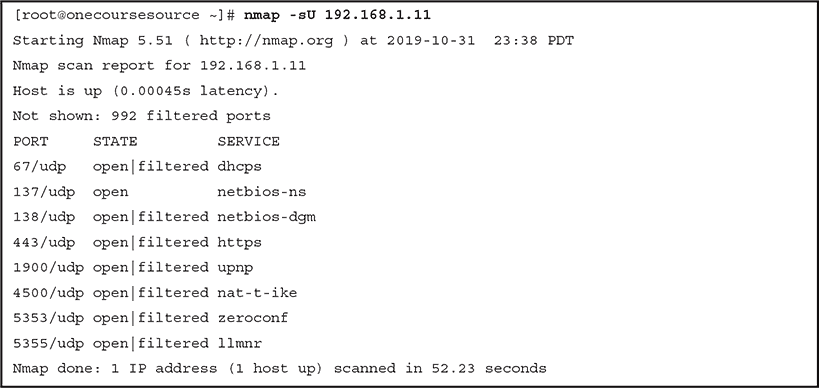 [root@onecoursesource ~]# nmap -sU 192.168.1.11
Starting Nmap 5.51 ( http://nmap.org ) at 2019-10-31  23:38 PDT
Nmap scan report for 192.168.1.11
Host is up (0.00045s latency).
Not shown: 992 filtered ports
PORT     STATE         SERVICE
67/udp   open|filtered dhcps
137/udp  open          netbios-ns
138/udp  open|filtered netbios-dgm
443/udp  open|filtered https
1900/udp open|filtered upnp
4500/udp open|filtered nat-t-ike
5353/udp open|filtered zeroconf
5355/udp open|filtered llmnr
Nmap done: 1 IP address (1 host up) scanned in 52.23 seconds